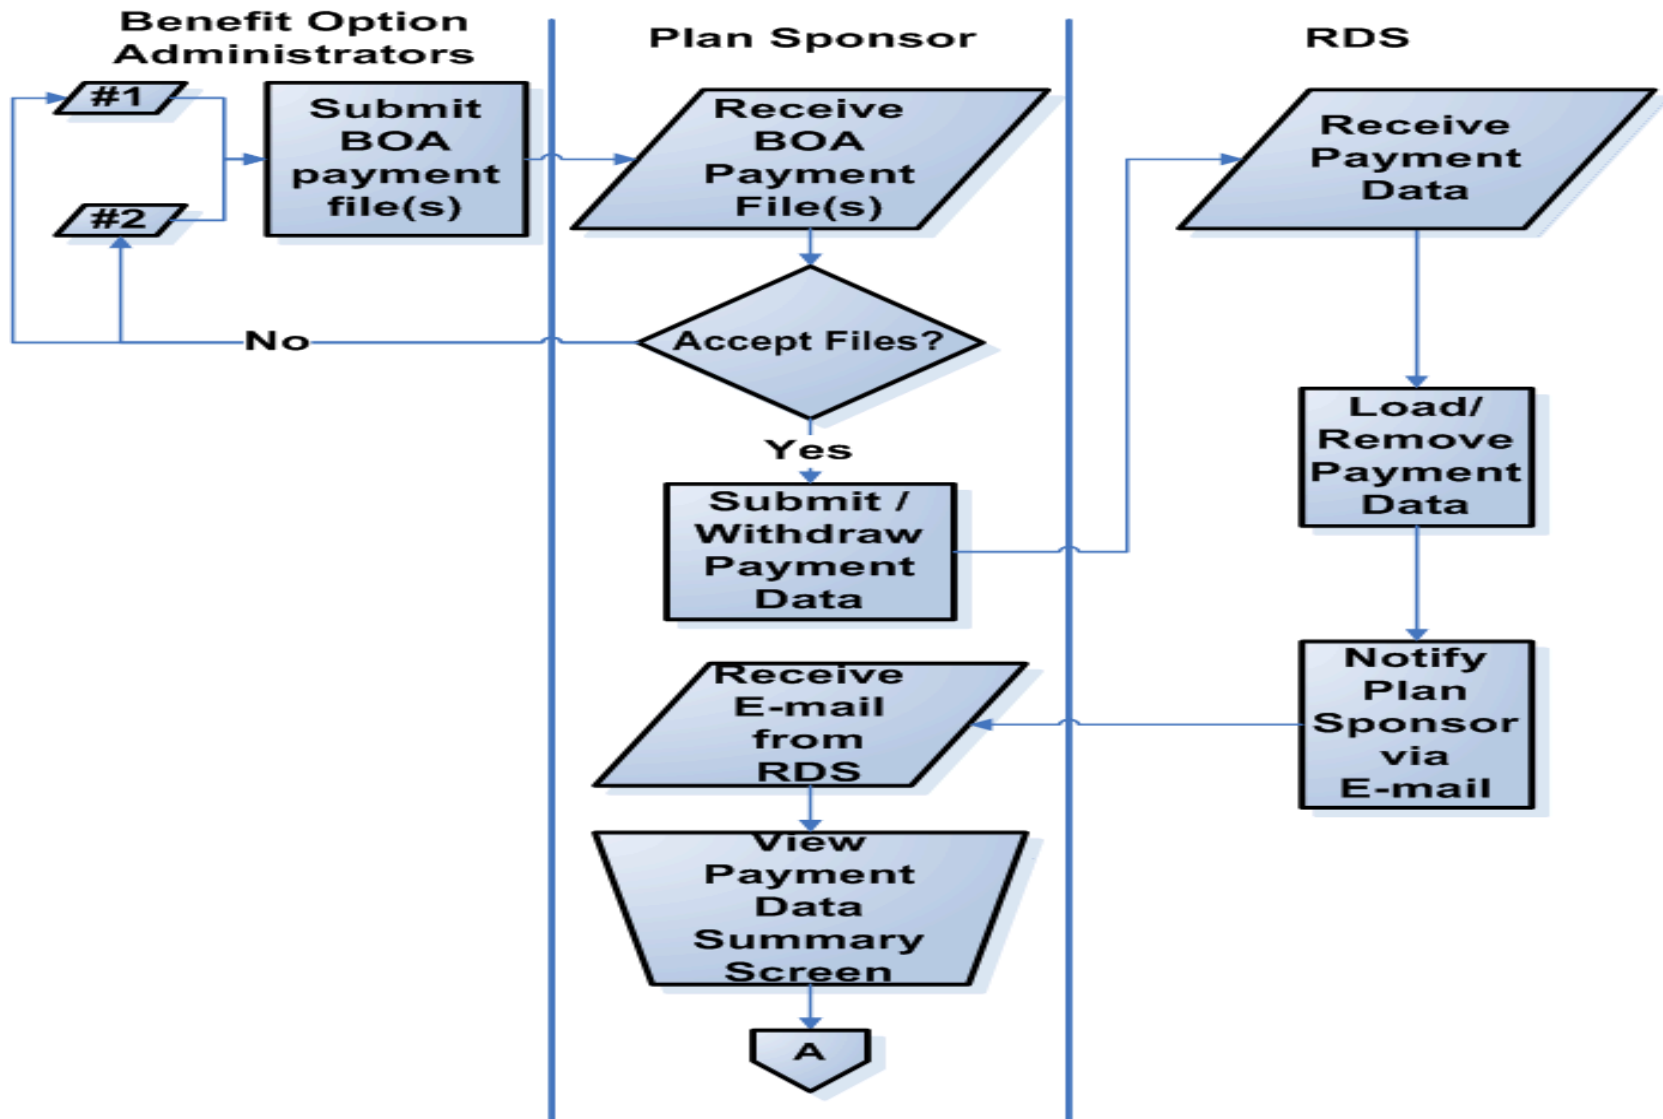 Benefit Option
Administrators
Plan Sponsor
RDS
#1
#2
Submit
BOA
payment
file(s)
Receive
BOA
Payment
File(s)
Accept Files?
No
Yes
Submit /
Withdraw
Payment
Data
Receive
Payment
Data
Load/
Remove
Payment
Data
Notify
Plan
Sponsor
via
E-mail
Receive
E-mail
from
RDS
View
Payment
Data
Summary
Screen
A